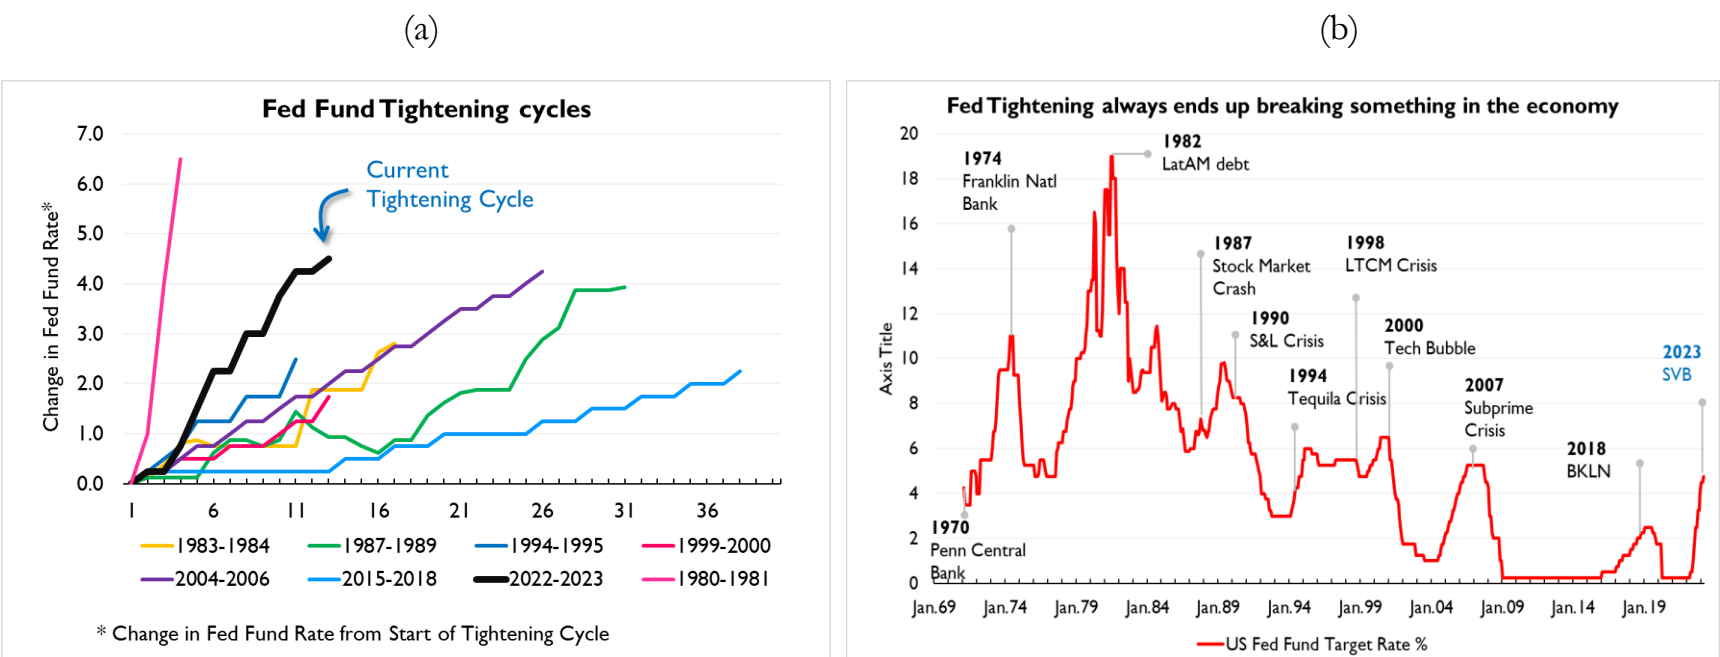 (a)
(b)
Fed Fund Tightening cycles
Change in Fed Fund Rate*
7.0
6.0
5.0
4.0
3.0
2.0
1.0
0.0
Current
Tightening Cycle
1 6 11 16 21 26 31 36
1983-1984 1987-1989 1994-1995 1999-2000
2004-2006 2015-2018 2022-2023 1980-1981
* Change in Fed Fund Rate from Start of Tightening Cycle
Fed Tightening always ends up breaking something in the economy
Axis Title
20
18
16
14
12
10
8
6
4
2
0
1970
Penn Central
Bank
1974
Franklin Natl
Bank
1982
LatAM debt
1987
Stock Market
Crash
1990
S&L Crisis
1994
Tequila Crisis
1998
LTCM Crisis
2000
Tech Bubble
2007
Subprime
Crisis
2018
BKLN
2023
SVB
Jan.69 Jan.74 Jan.79 Jan.84 Jan.89 Jan.94 Jan.99 Jan.04 Jan.09 Jan.14 Jan.19
US Fed Fund Target Rate %